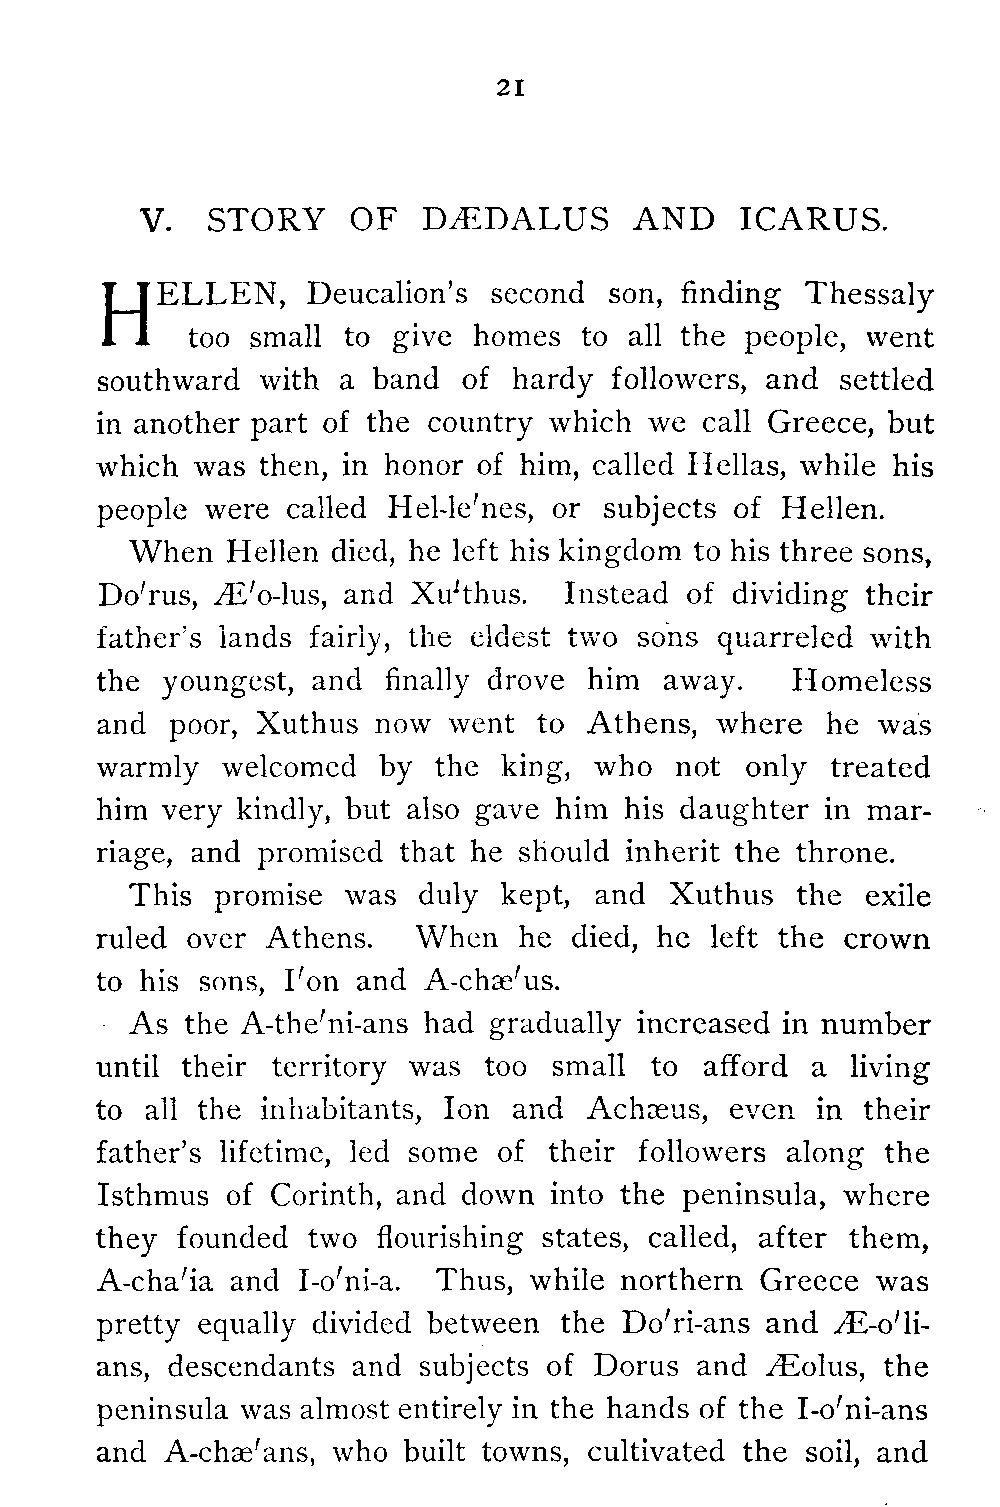 21
V. STORY OF DÆDALUS AND ICARUS.
HELLEN, Deucalion's second son, finding Thessaly
too small to give homes to all the people, went
southward with a band of hardy followers, and settled
in another part of the country which we call Greece, but
which was then, in honor of him, called Hellas, while his
people were called Hel-le′nes, or subjects of Hellen.
When Hellen died, he left his kingdom to his three sons,
Do′rus, Æ′o-lus, and Xu′thus. Instead of dividing their
father's lands fairly, the eldest two sons quarreled with
the youngest, and finally drove him away. Homeless
and poor, Xuthus now went to Athens, where he was
warmly welcomed by the king, who not only treated
him very kindly, but also gave him his daughter in mar-
riage, and promised that he should inherit the throne.
This promise was duly kept, and Xuthus the exile
ruled over Athens. When he died, he left the crown
to his sons, I′on and A-chæ′us.
As the A-the′ni-ans had gradually increased in number
until their territory was too small to afford a living
to all the inhabitants, Ion and Achæus, even in their
father's lifetime, led some of their followers along the
Isthmus of Corinth, and down into the peninsula, where
they founded two flourishing states, called, after them,
A-cha′ia and I-o′ni-a. Thus, while northern Greece was
pretty equally divided between the Do′ri-ans and Æ-o′li-
ans, descendants and subjects of Dorus and Æolus, the
peninsula was almost entirely in the hands of the I-o′ni-ans
and A-chæ′ans, who built towns, cultivated the soil, and